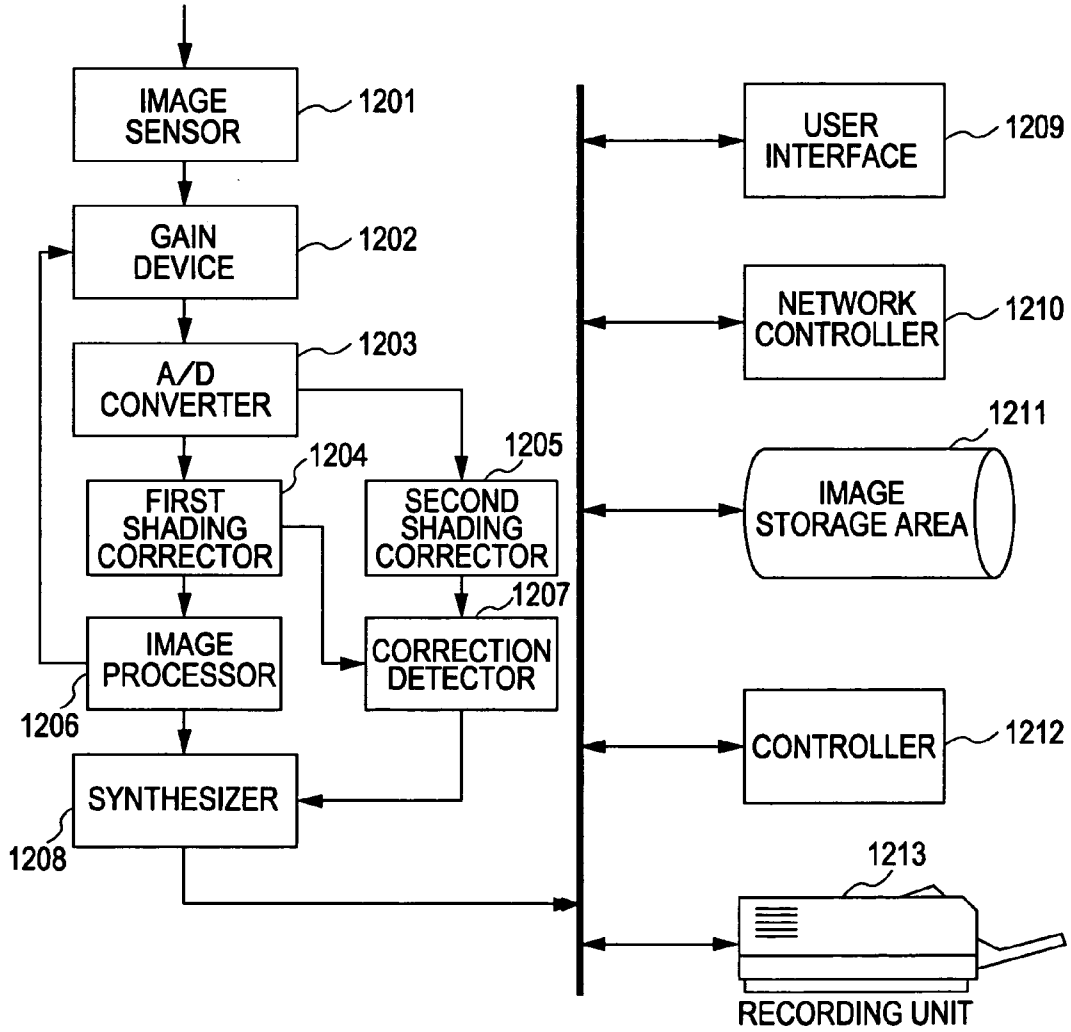 IMAGE
SENSOR
1201
GAIN
DEVICE
1202
A/D
CONVERTER
1203
FIRST
SHADING
CORRECTOR
1204
SECOND
SHADING
CORRECTOR
1205
IMAGE
PROCESSOR
1206
CORRECTION
DETECTOR
1207
SYNTHESIZER
1208
USER
INTERFACE
1209
NETWORK
CONTROLLER
1210
IMAGE
STORAGE AREA
1211
CONTROLLER
1212
1213
RECORDING UNIT